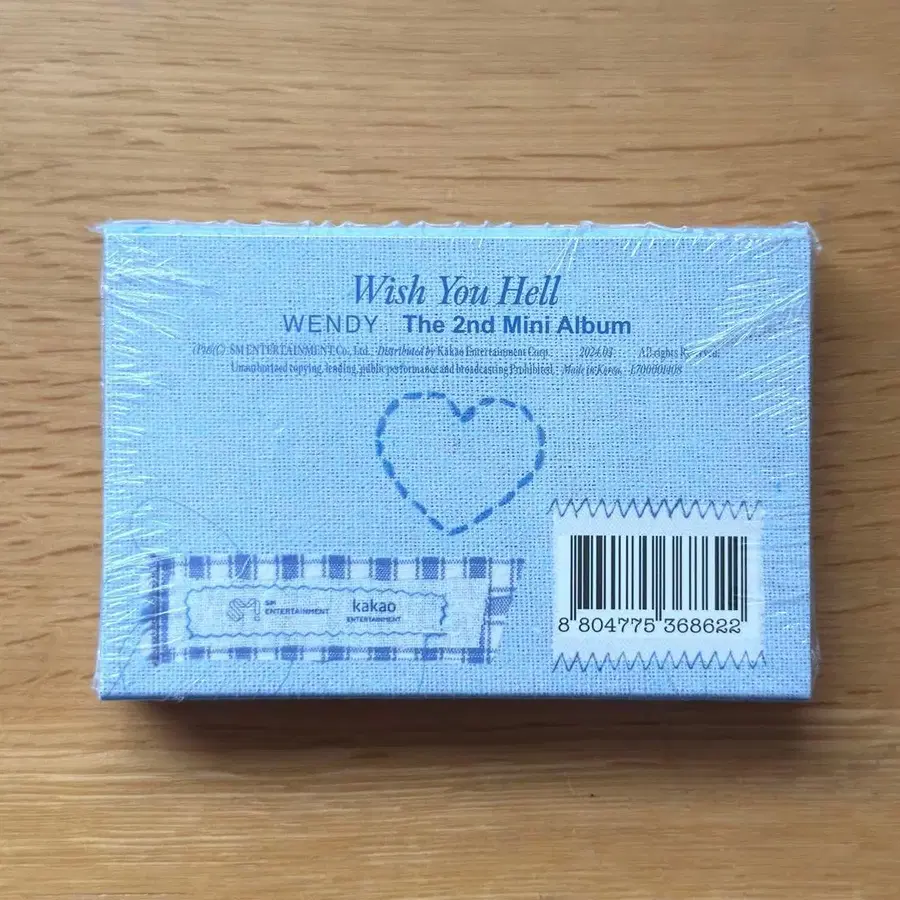 Wish You Hell
WENDY The 2nd Mini Album
SM ENTERTAINMENT Co., Ltd. Distributed by Kakao Entertainment Corp. 2024.03 All rights Reserved.
Unauthorized copying, lending, public performance and broadcasting Prohibited. Made in Korea. L700001408
SM
ENTERTAINMENT
kakao
ENTERTAINMENT
8 804775 368622